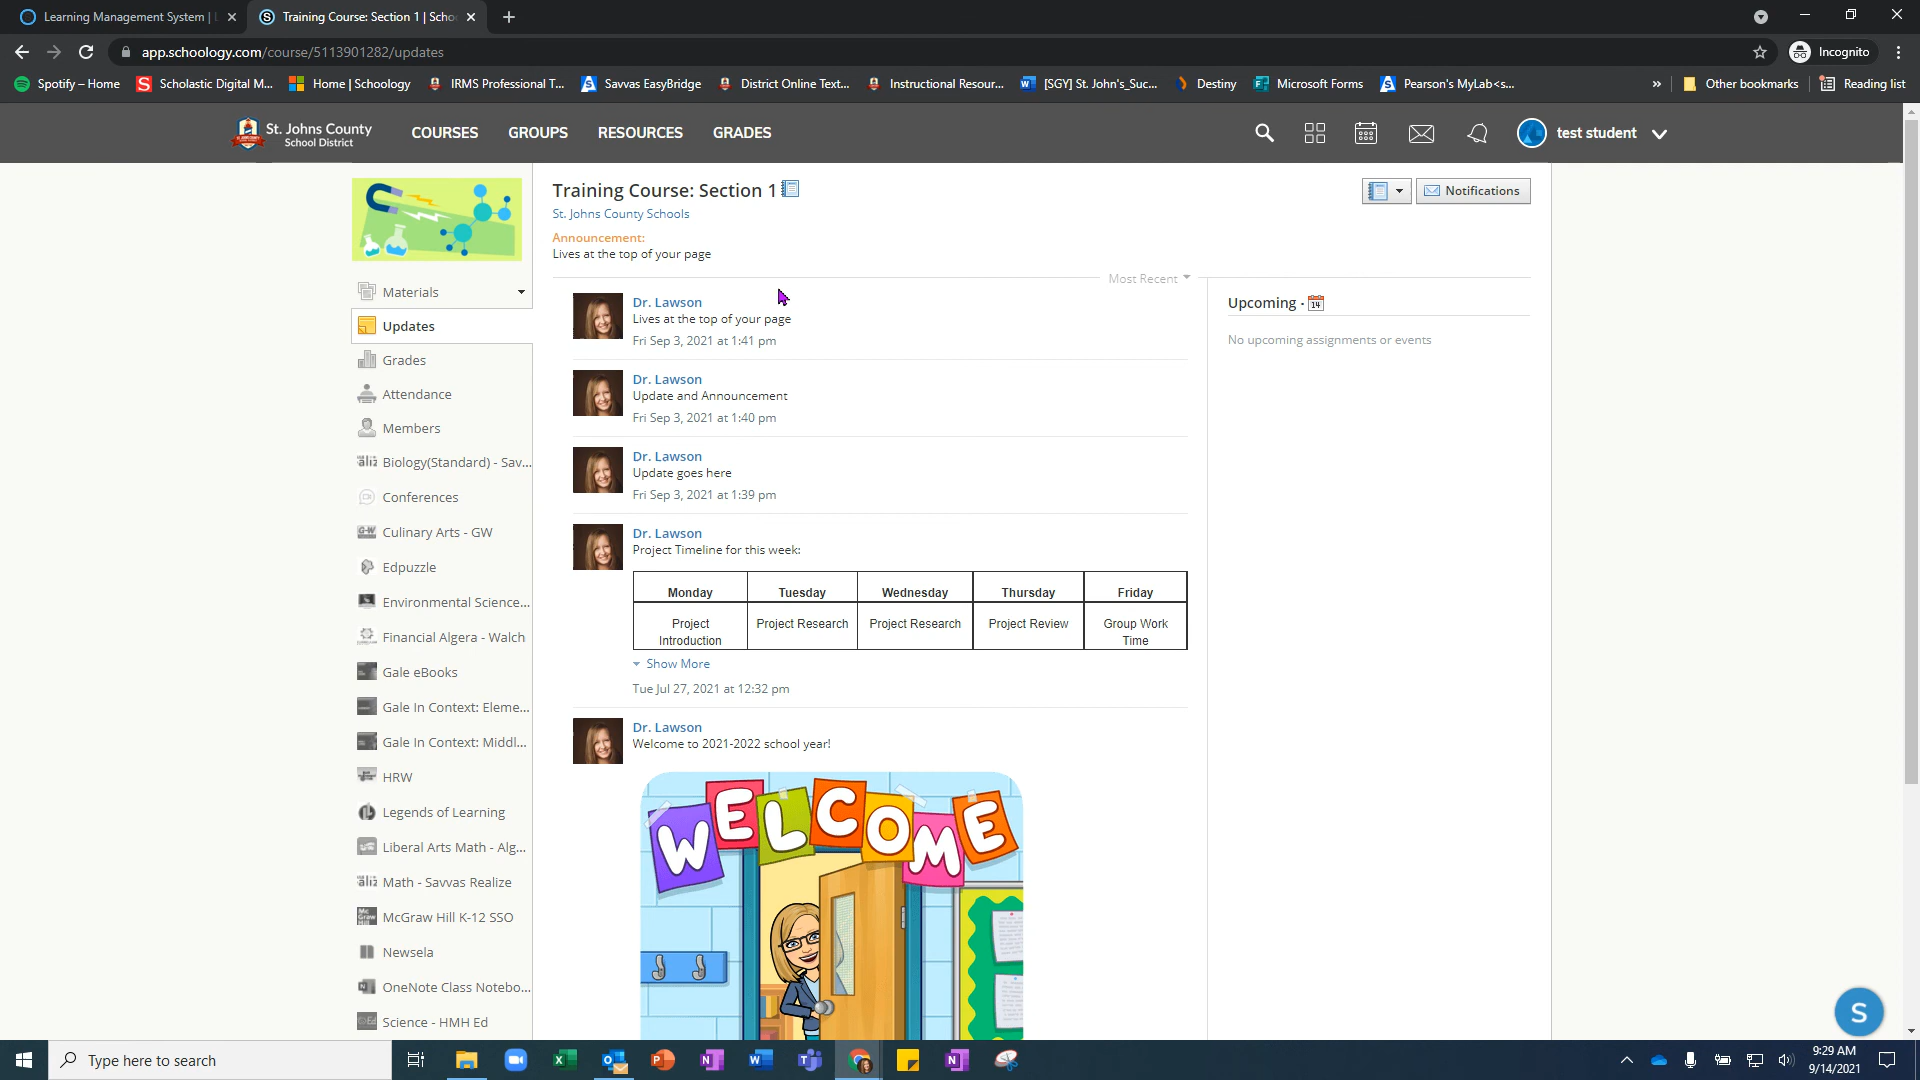 Learning Management System |
Training Course: Section 1 | Scho
app.schoology.com/course/5113901282/updates
Incognito
Spotify – Home
Scholastic Digital M...
Home | Schoology
IRMS Professional T...
Savvas EasyBridge
District Online Text...
Instructional Resour...
[SGY] St. John's_Suc...
Destiny
Microsoft Forms
Pearson's MyLab<s...
»
Other bookmarks
Reading list
St. Johns County
School District
COURSES
GROUPS
RESOURCES
GRADES
test student
Training Course: Section 1
Notifications
St. Johns County Schools
Announcement:
Lives at the top of your page
Most Recent
Materials
Updates
Grades
Attendance
Members
Biology(Standard) - Sav...
Conferences
Culinary Arts - GW
Edpuzzle
Environmental Science...
Financial Algera - Walch
Gale eBooks
Gale In Context: Eleme...
Gale In Context: Middl...
HRW
Legends of Learning
Liberal Arts Math - Alg...
Math - Savvas Realize
McGraw Hill K-12 SSO
Newsela
OneNote Class Notebo...
Science - HMH Ed
Dr. Lawson
Lives at the top of your page
Fri Sep 3, 2021 at 1:41 pm
Dr. Lawson
Update and Announcement
Fri Sep 3, 2021 at 1:40 pm
Dr. Lawson
Update goes here
Fri Sep 3, 2021 at 1:39 pm
Dr. Lawson
Project Timeline for this week:
Monday Tuesday Wednesday Thursday Friday
Project Introduction Project Research Project Research Project Review Group Work Time
Show More
Tue Jul 27, 2021 at 12:32 pm
Dr. Lawson
Welcome to 2021-2022 school year!
WELCOME
Upcoming · 14
No upcoming assignments or events
S
Type here to search
9:29 AM
9/14/2021